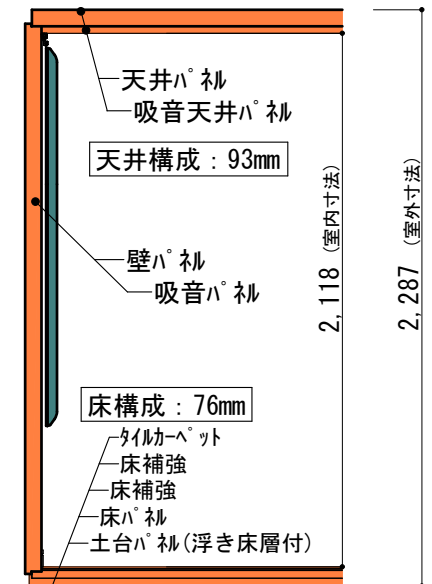 天井ﾊﾟﾈﾙ
吸音天井ﾊﾟﾈﾙ
天井構成：93mm
2,118 (室内寸法)
2,287 (室外寸法)
壁ﾊﾟﾈﾙ
吸音ﾊﾟﾈﾙ
床構成：76mm
ﾀｲﾙｶｰﾍﾟｯﾄ
床補強
床補強
床ﾊﾟﾈﾙ
土台ﾊﾟﾈﾙ(浮き床層付)